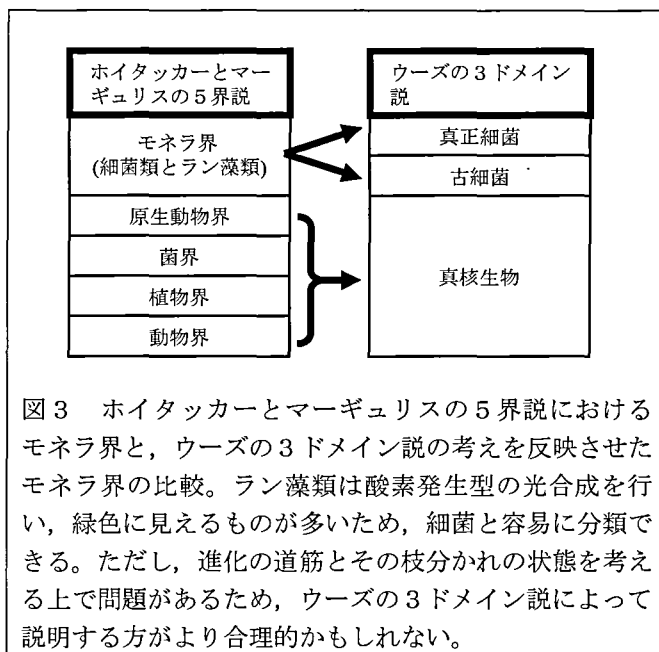 ホイタッカーとマー
ギュリスの5界説
モネラ界
(細菌類とラン藻類)
原生動物界
菌界
植物界
動物界
ウーズの3ドメイン
説
真正細菌
古細菌
真核生物
図3　ホイタッカーとマーギュリスの5界説における
モネラ界と，ウーズの3ドメイン説の考えを反映させた
モネラ界の比較。ラン藻類は酸素発生型の光合成を行
い，緑色に見えるものが多いため，細菌と容易に分類で
きる。ただし，進化の道筋とその枝分かれの状態を考え
る上で問題があるため，ウーズの3ドメイン説によって
説明する方がより合理的かもしれない。